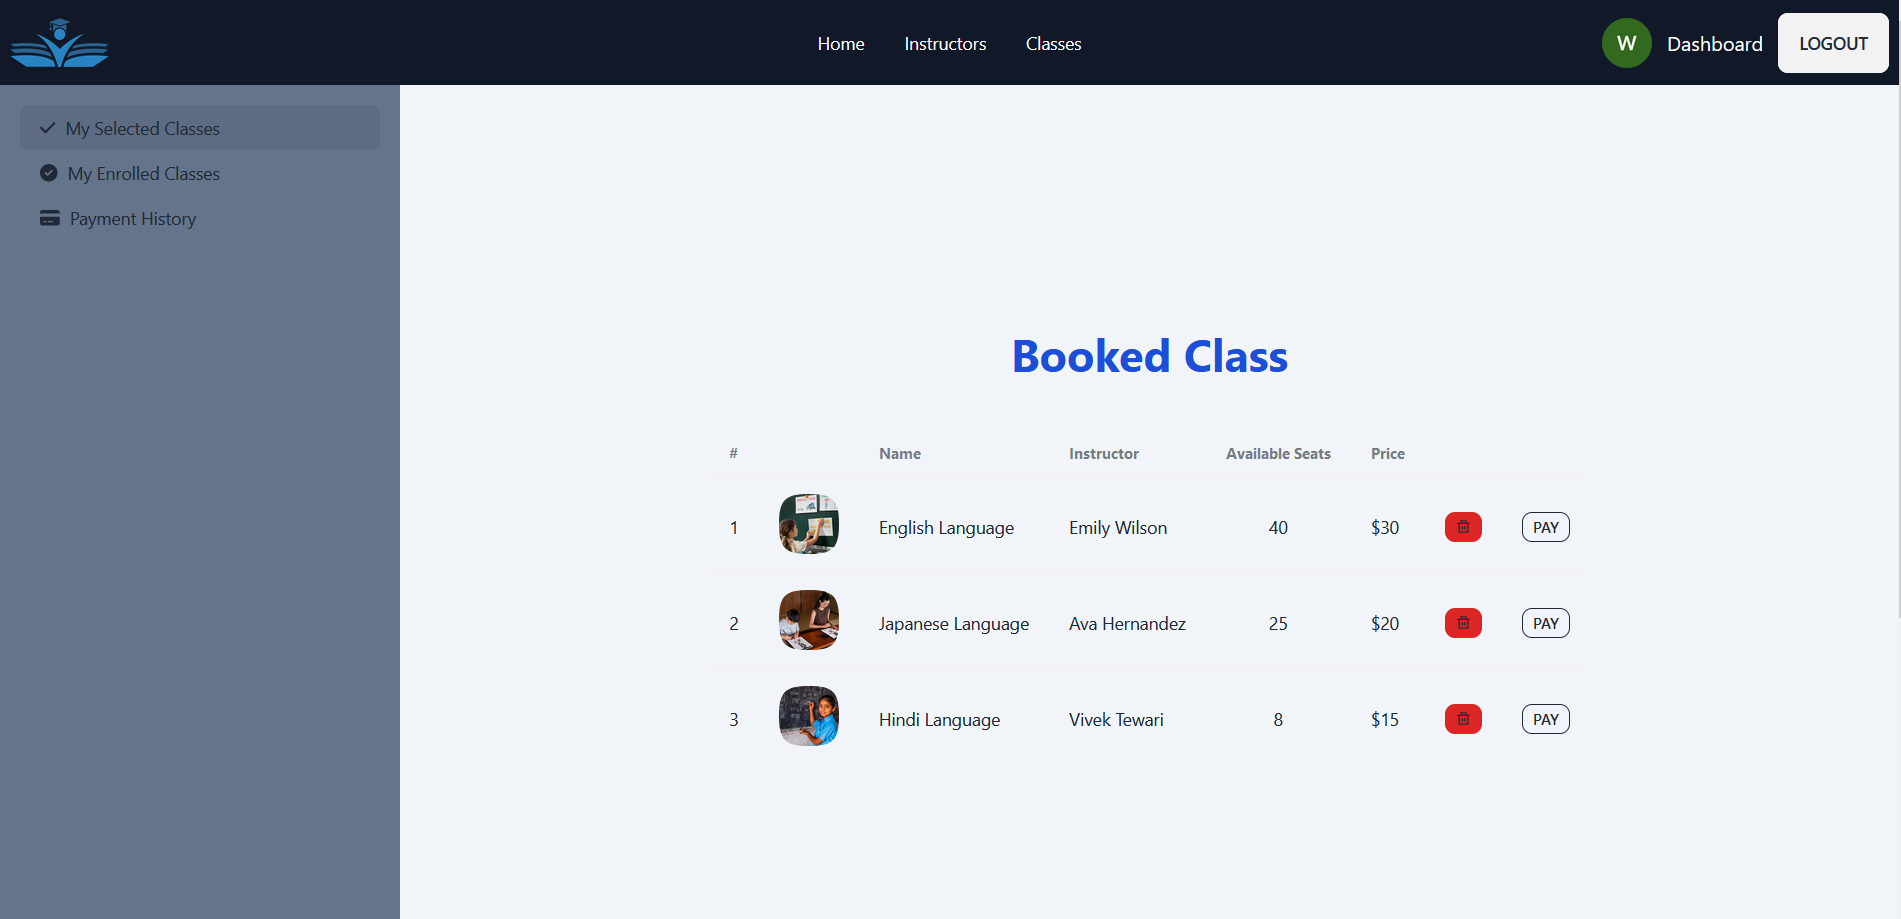 Home Instructors Classes W Dashboard LOGOUT
My Selected Classes
My Enrolled Classes
Payment History
Booked Class
# Name Instructor Available Seats Price
1 English Language Emily Wilson 40 $30 PAY
2 Japanese Language Ava Hernandez 25 $20 PAY
3 Hindi Language Vivek Tewari 8 $15 PAY